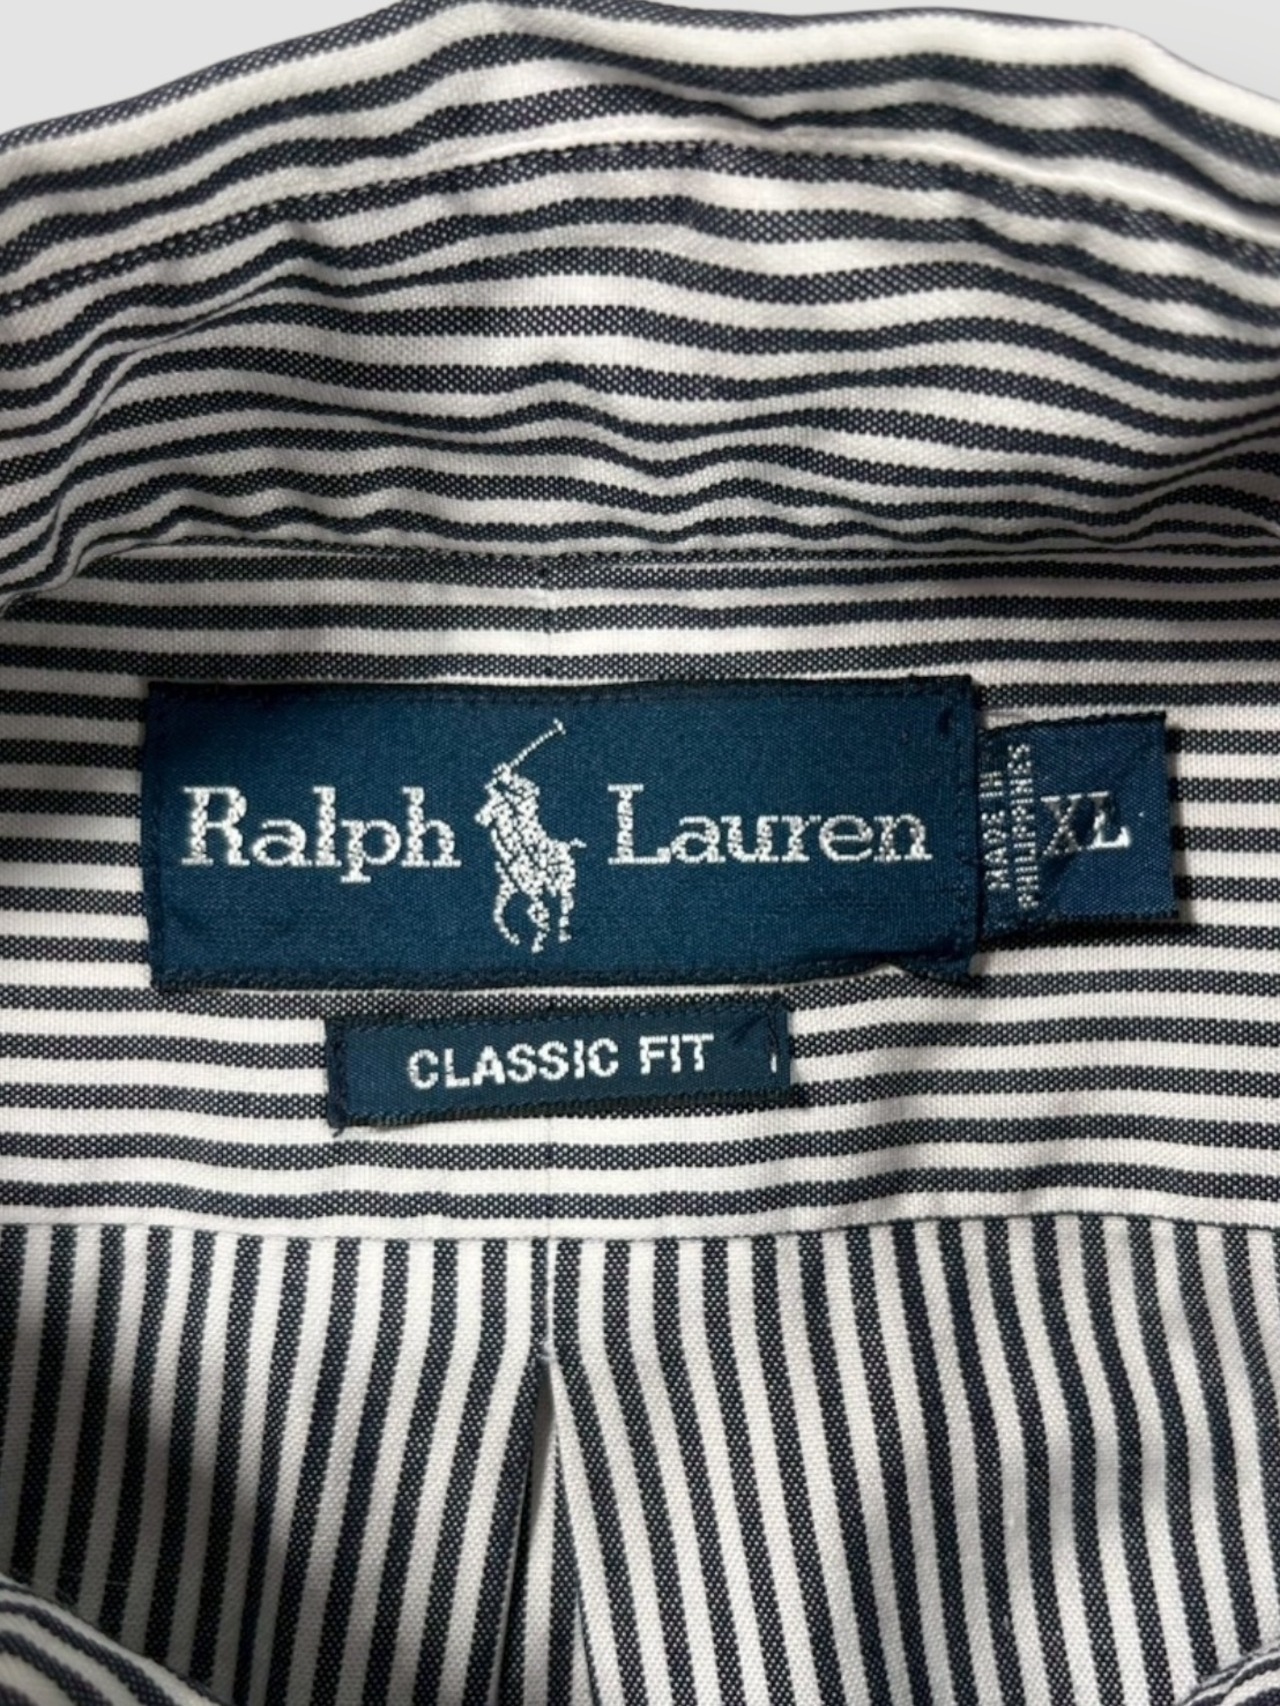 Ralph Lauren
MADE IN
PHILIPPINES
XL
CLASSIC FIT